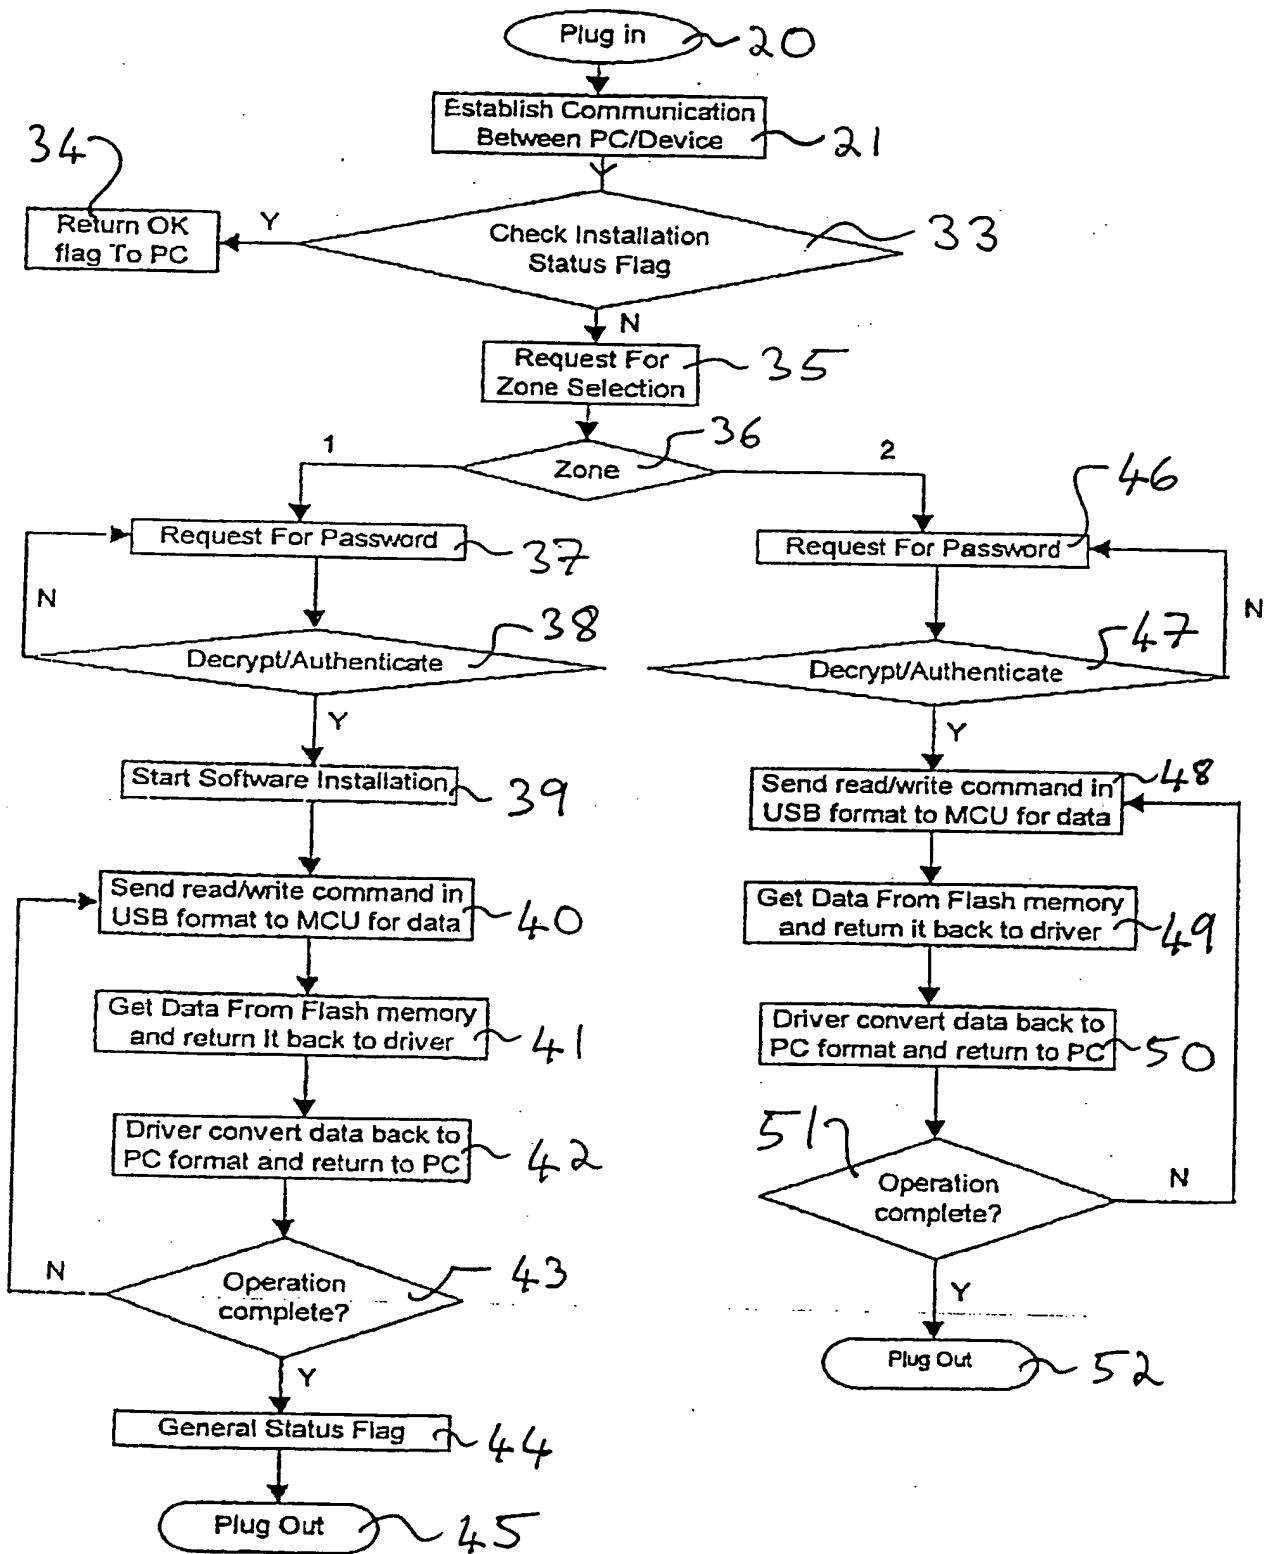 Plug in
20
Establish Communication
Between PC/Device
21
34
Return OK
flag To PC
Y
Check Installation
Status Flag
33
N
Request For
Zone Selection
35
Zone
36
1
2
Request For Password
37
N
Decrypt/Authenticate
38
Y
Start Software Installation
39
Send read/write command in
USB format to MCU for data
40
Get Data From Flash memory
and return it back to driver
41
Driver convert data back to
PC format and return to PC
42
Operation
complete?
43
N
Y
General Status Flag
44
Plug Out
45
46
Request For Password
N
Decrypt/Authenticate
47
Y
Send read/write command in
USB format to MCU for data
48
Get Data From Flash memory
and return it back to driver
49
Driver convert data back to
PC format and return to PC
50
51
Operation
complete?
N
Y
Plug Out
52